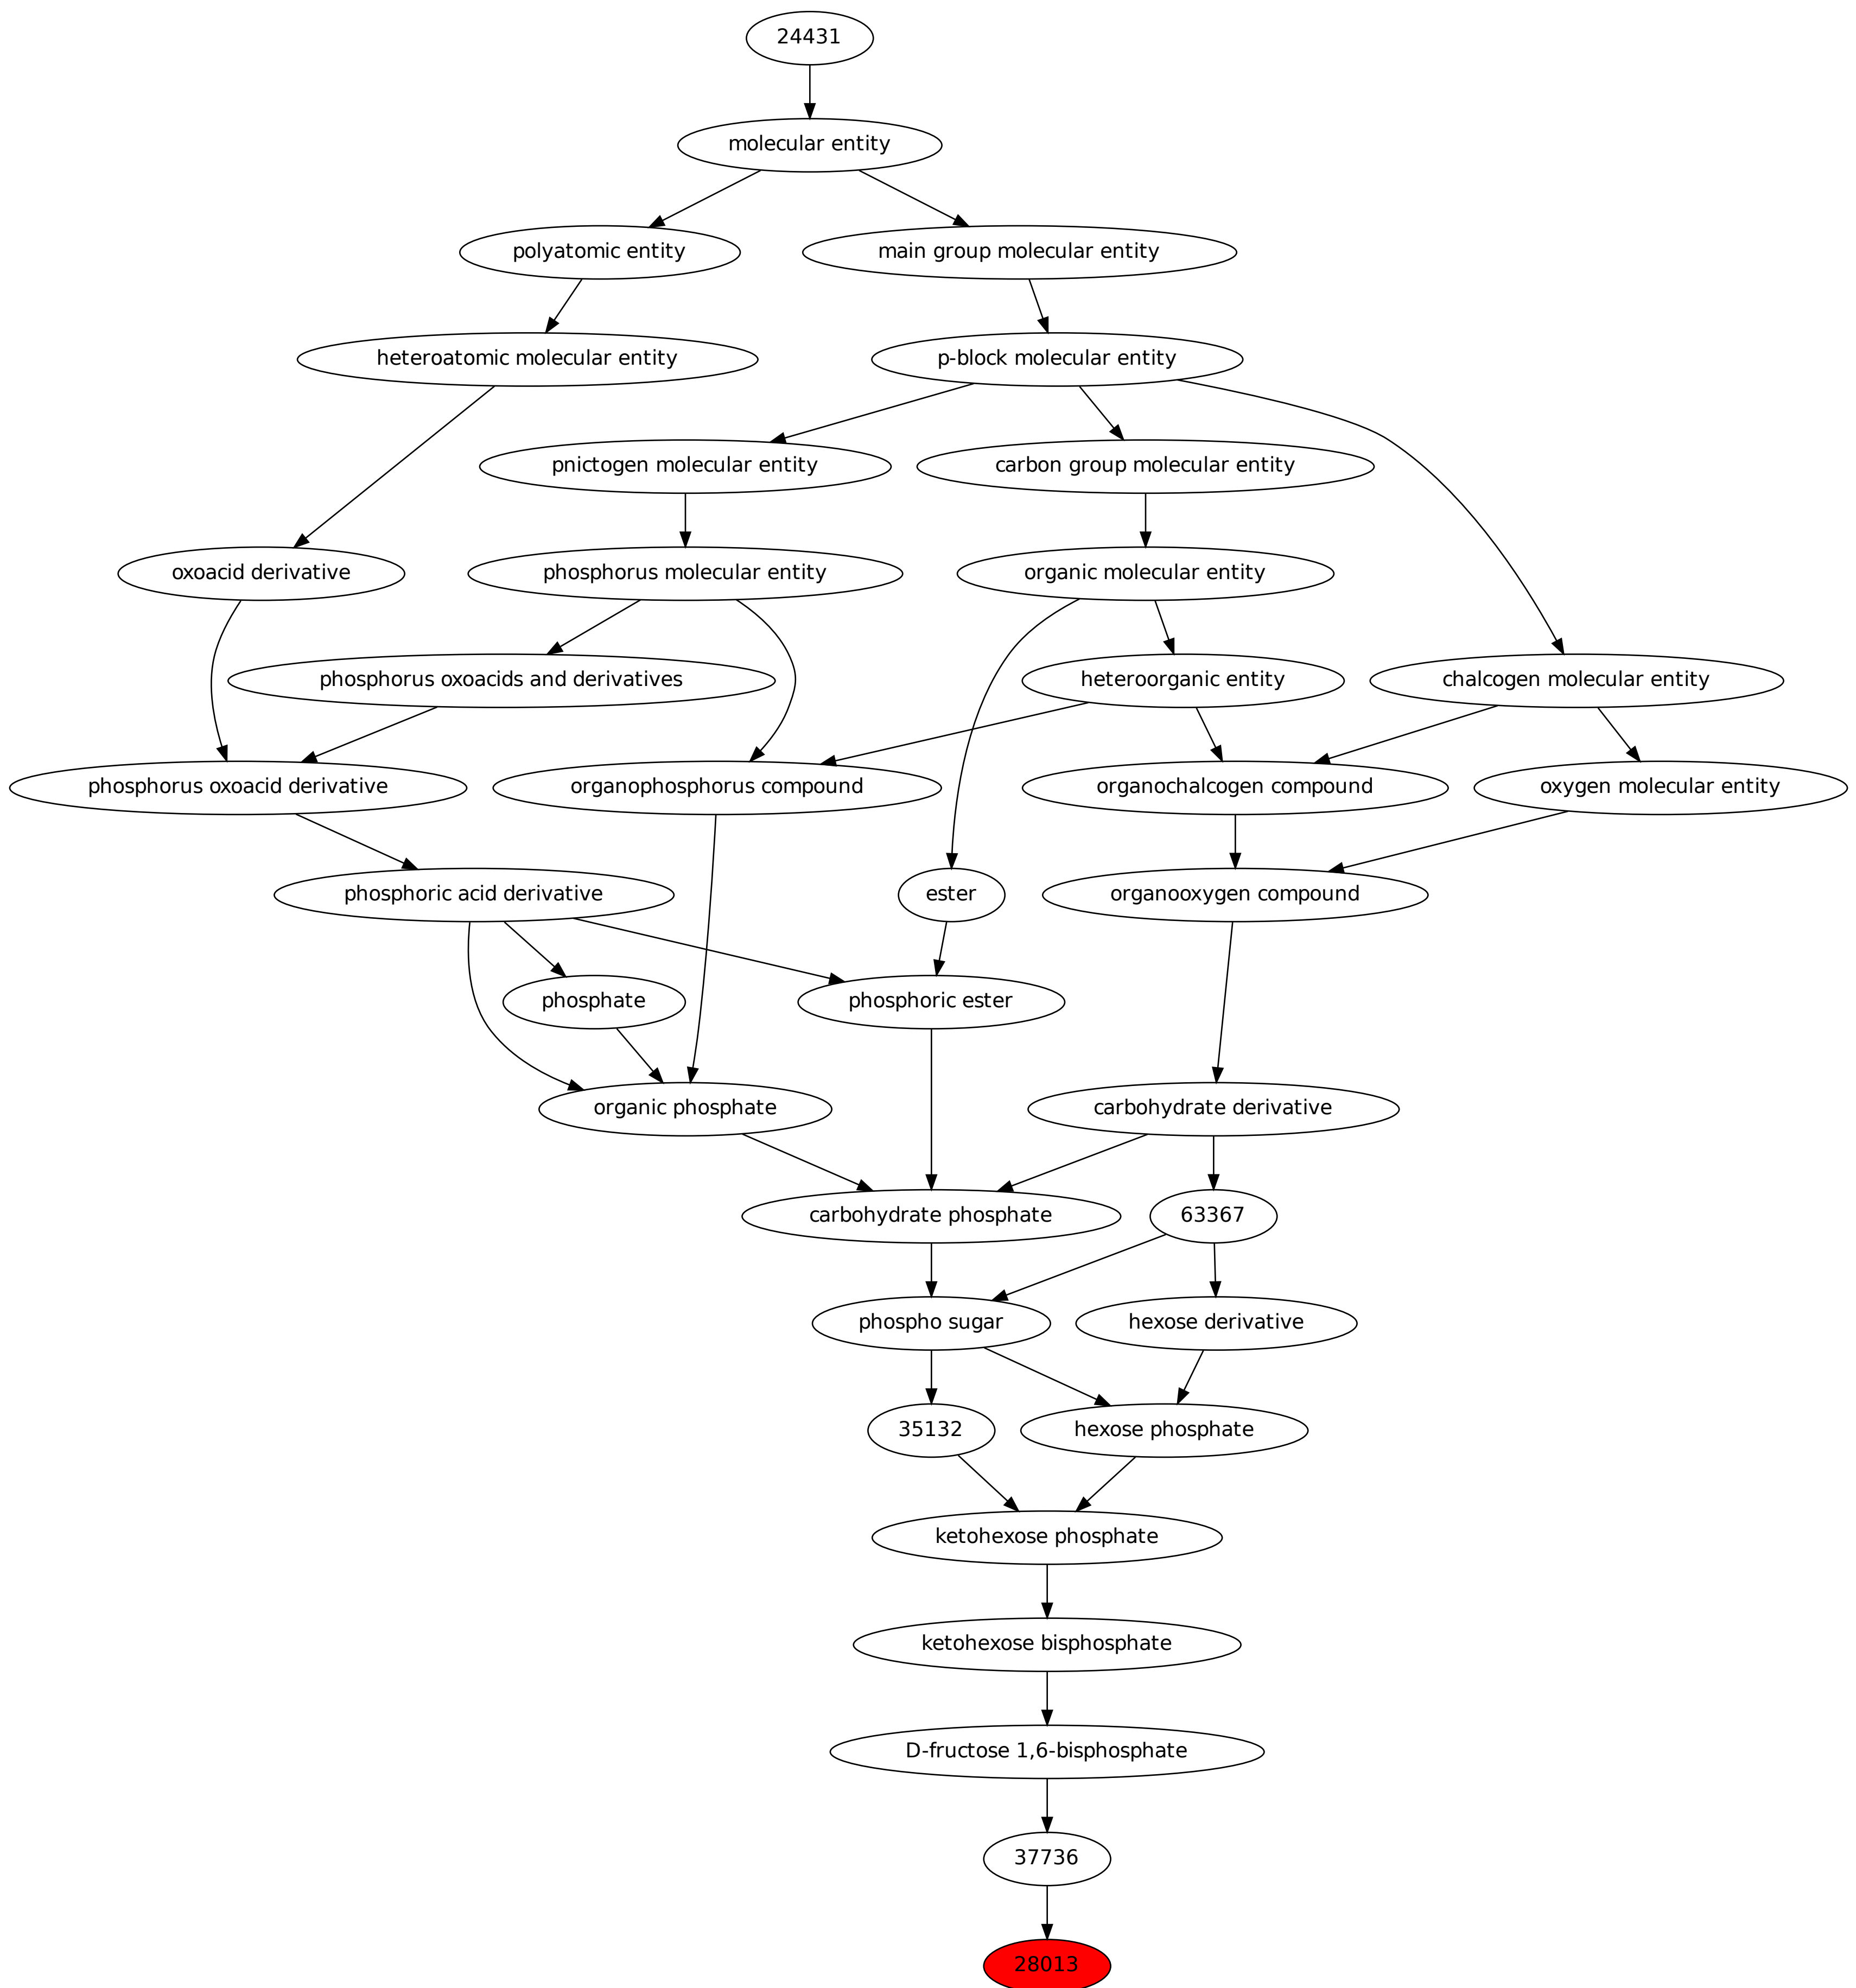 24431
molecular entity
polyatomic entity
main group molecular entity
heteroatomic molecular entity
p-block molecular entity
pnictogen molecular entity
carbon group molecular entity
oxoacid derivative
phosphorus molecular entity
organic molecular entity
phosphorus oxoacids and derivatives
heteroorganic entity
chalcogen molecular entity
phosphorus oxoacid derivative
organophosphorus compound
organochalcogen compound
oxygen molecular entity
phosphoric acid derivative
ester
organooxygen compound
phosphate
phosphoric ester
organic phosphate
carbohydrate derivative
carbohydrate phosphate
63367
phospho sugar
hexose derivative
35132
hexose phosphate
ketohexose phosphate
ketohexose bisphosphate
D-fructose 1,6-bisphosphate
37736
28013